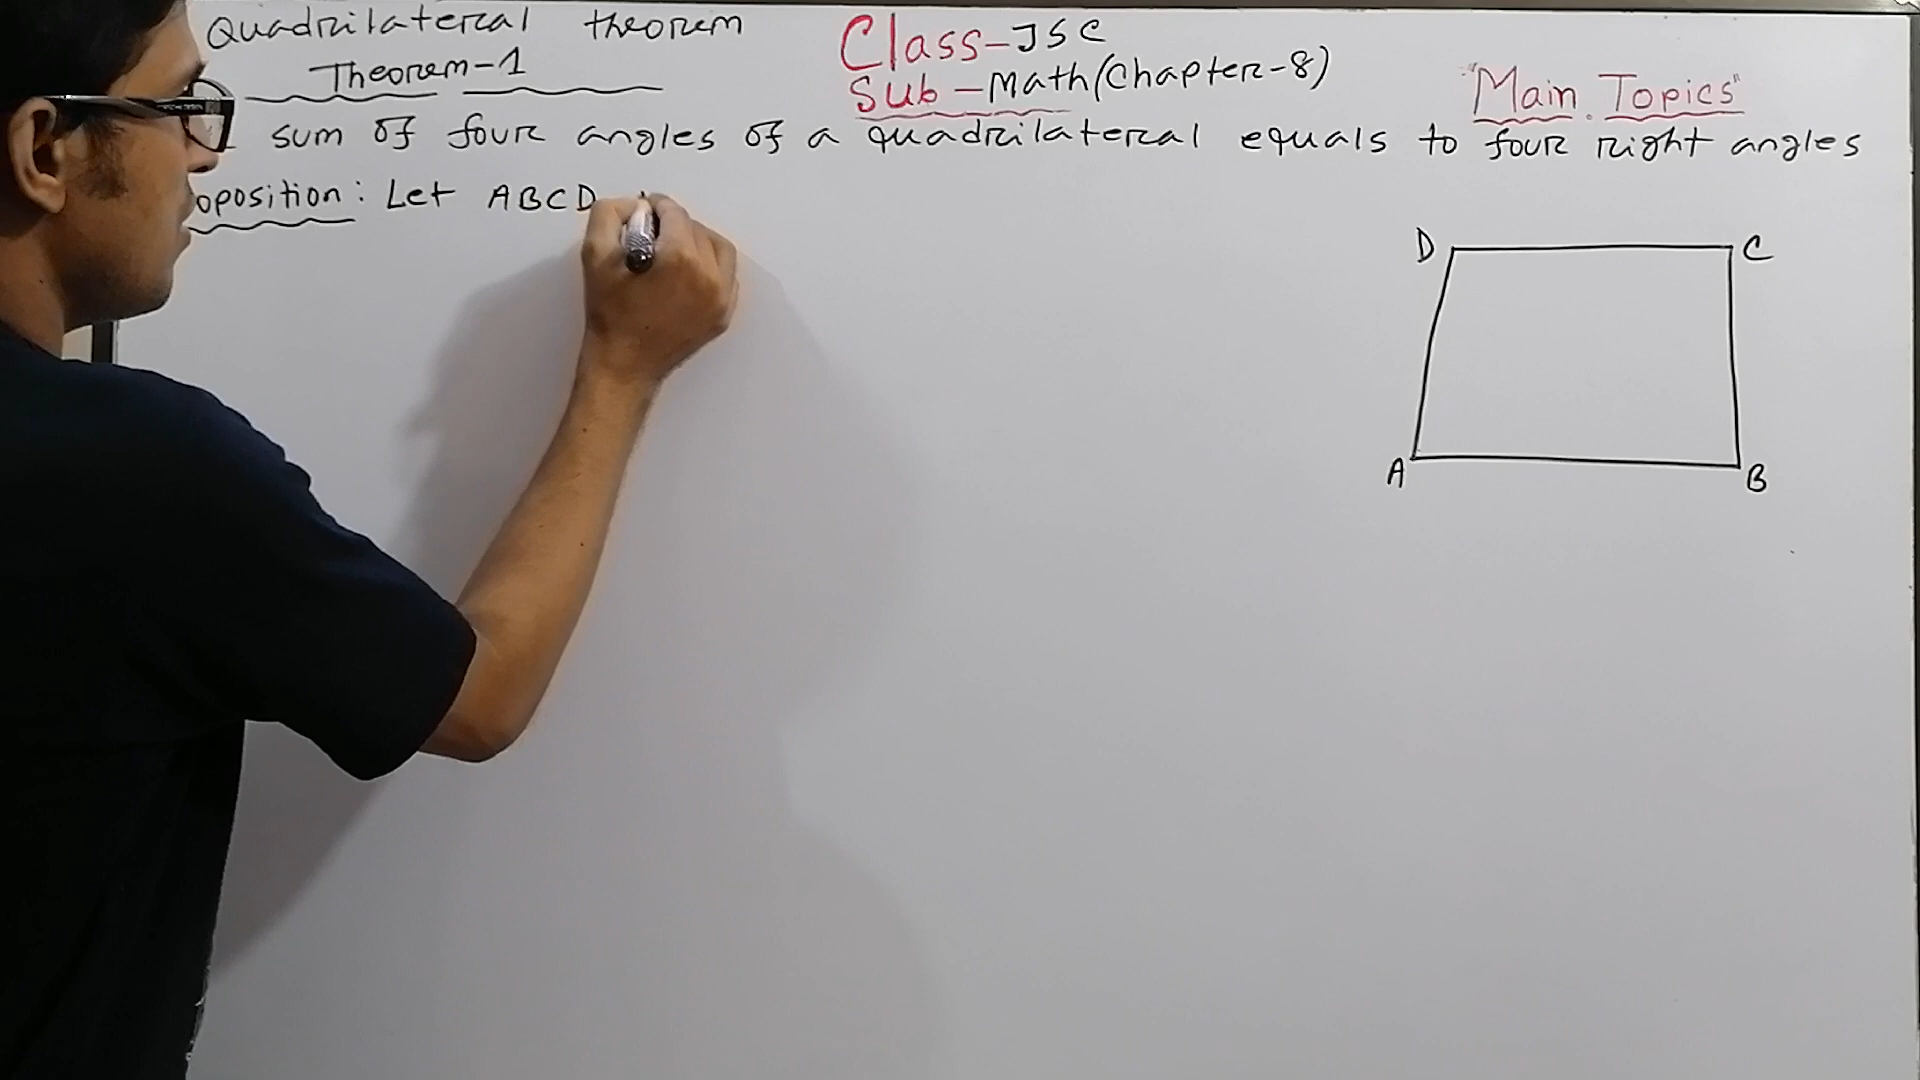 Quadrilateral theorem
Theorem-1
Class-JSC
Sub-Math(Chapter-8)
"Main Topics"
sum of four angles of a quadrilateral equals to four right angles
oposition: Let ABCD
D
C
A
B